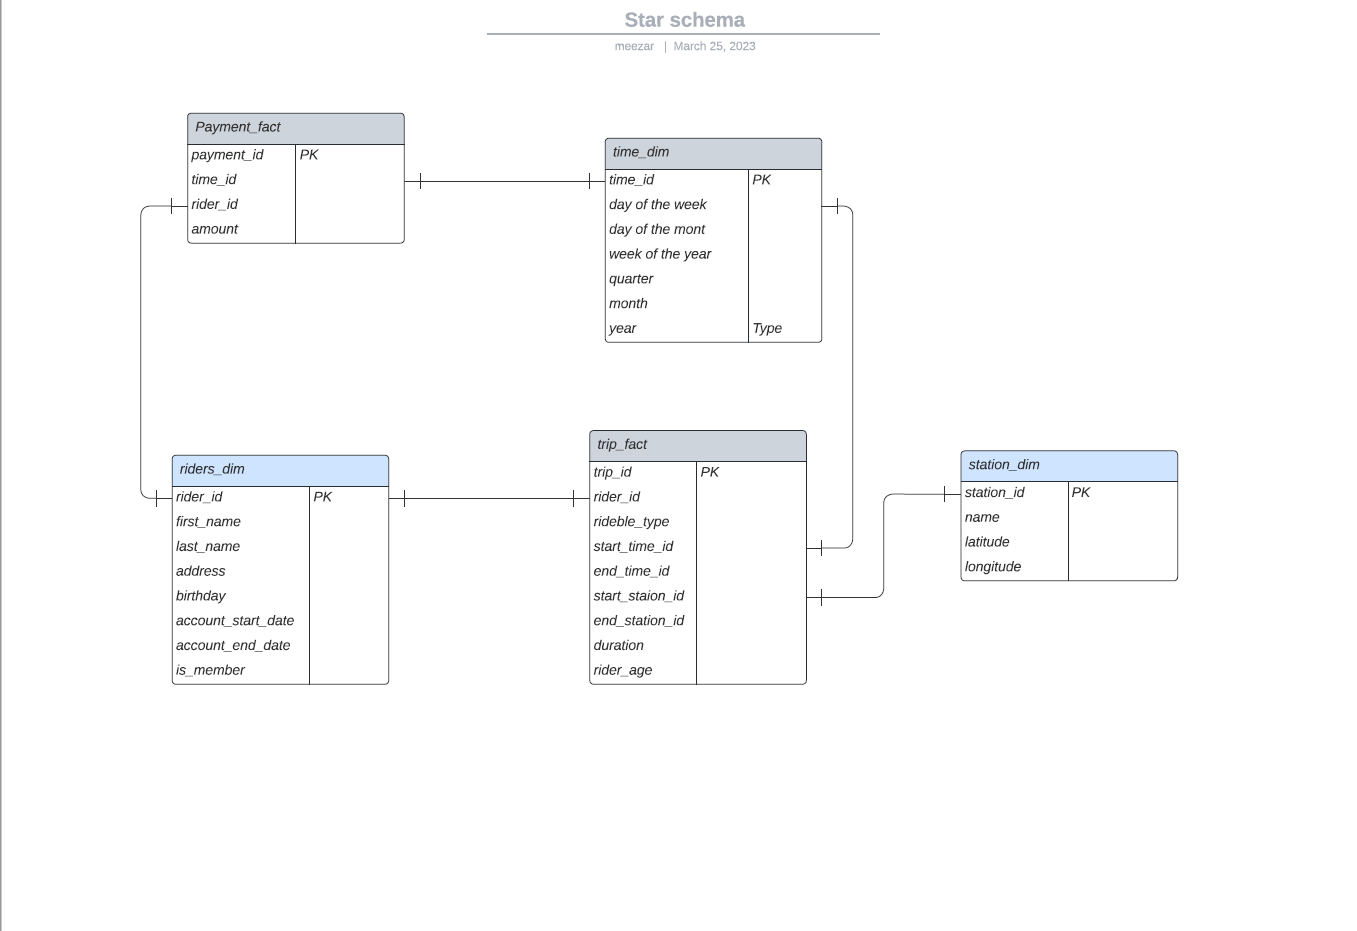 Star schema
meezar | March 25, 2023
Payment_fact
payment_id PK
time_id
rider_id
amount
time_dim
time_id PK
day of the week
day of the mont
week of the year
quarter
month
year Type
riders_dim
rider_id PK
first_name
last_name
address
birthday
account_start_date
account_end_date
is_member
trip_fact
trip_id PK
rider_id
rideble_type
start_time_id
end_time_id
start_staion_id
end_station_id
duration
rider_age
station_dim
station_id PK
name
latitude
longitude